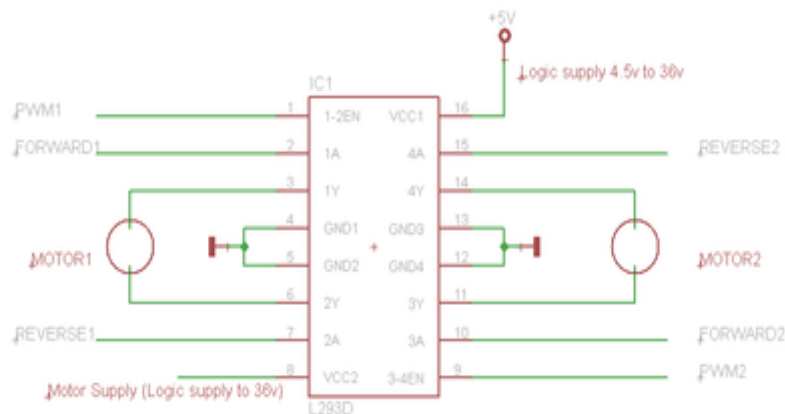 +5V
Logic supply 4.5v to 36v
IC1
PWM1
1
1-2EN
VCC1
16
FORWARD1
2
1A
4A
15
REVERSE2
3
1Y
4Y
14
4
GND1
GND3
13
MOTOR1
5
GND2
GND4
12
MOTOR2
6
2Y
3Y
11
REVERSE1
7
2A
3A
10
FORWARD2
8
VCC2
3-4EN
9
PWM2
Motor Supply (Logic supply to 36v)
L293D